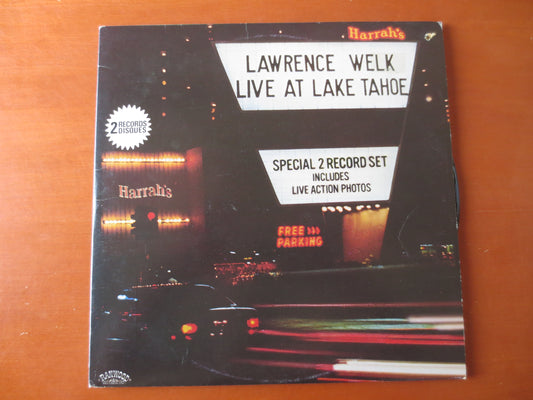 Harrah's
LAWRENCE WELK
LIVE AT LAKE TAHOE
2 RECORDS
DISQUES
SPECIAL 2 RECORD SET
INCLUDES
LIVE ACTION PHOTOS
Harrah's
FREE >>>
PARKING
RANWOOD